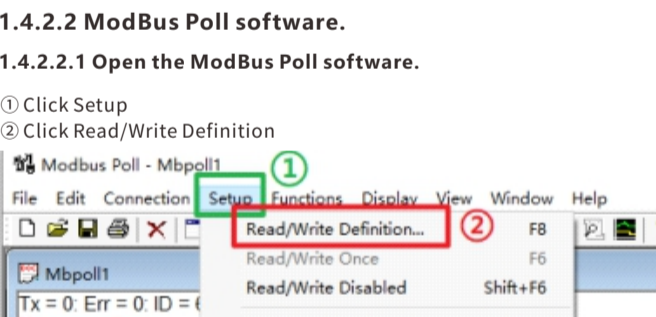 1.4.2.2 ModBus Poll software.
1.4.2.2.1 Open the ModBus Poll software.
① Click Setup
② Click Read/Write Definition
Modbus Poll - Mbpoll1
①
File Edit Connection Setup Functions Display View Window Help
Read/Write Definition... ② F8
Read/Write Once F6
Mbpoll1
Read/Write Disabled Shift+F6
Tx = 0: Err = 0: ID =